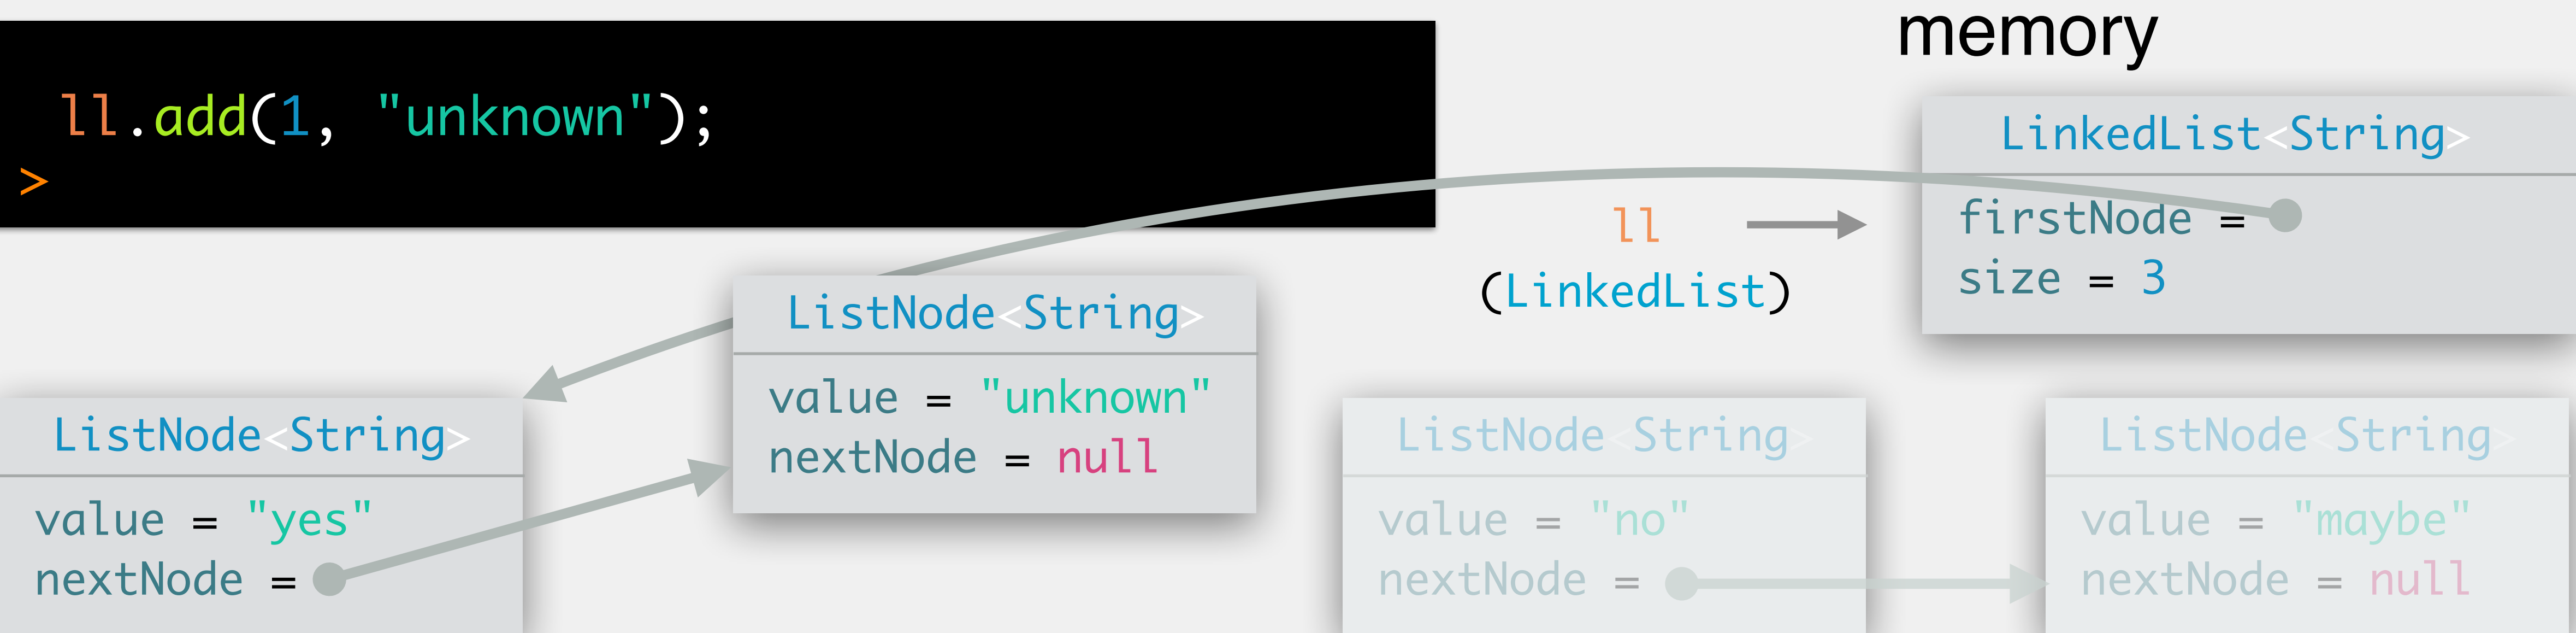 memory
ll.add(1, "unknown");
>
LinkedList<String>
firstNode =
size = 3
ll
(LinkedList)
ListNode<String>
value = "unknown"
nextNode = null
ListNode<String>
value = "yes"
nextNode =
ListNode<String>
value = "no"
nextNode =
ListNode<String>
value = "maybe"
nextNode = null